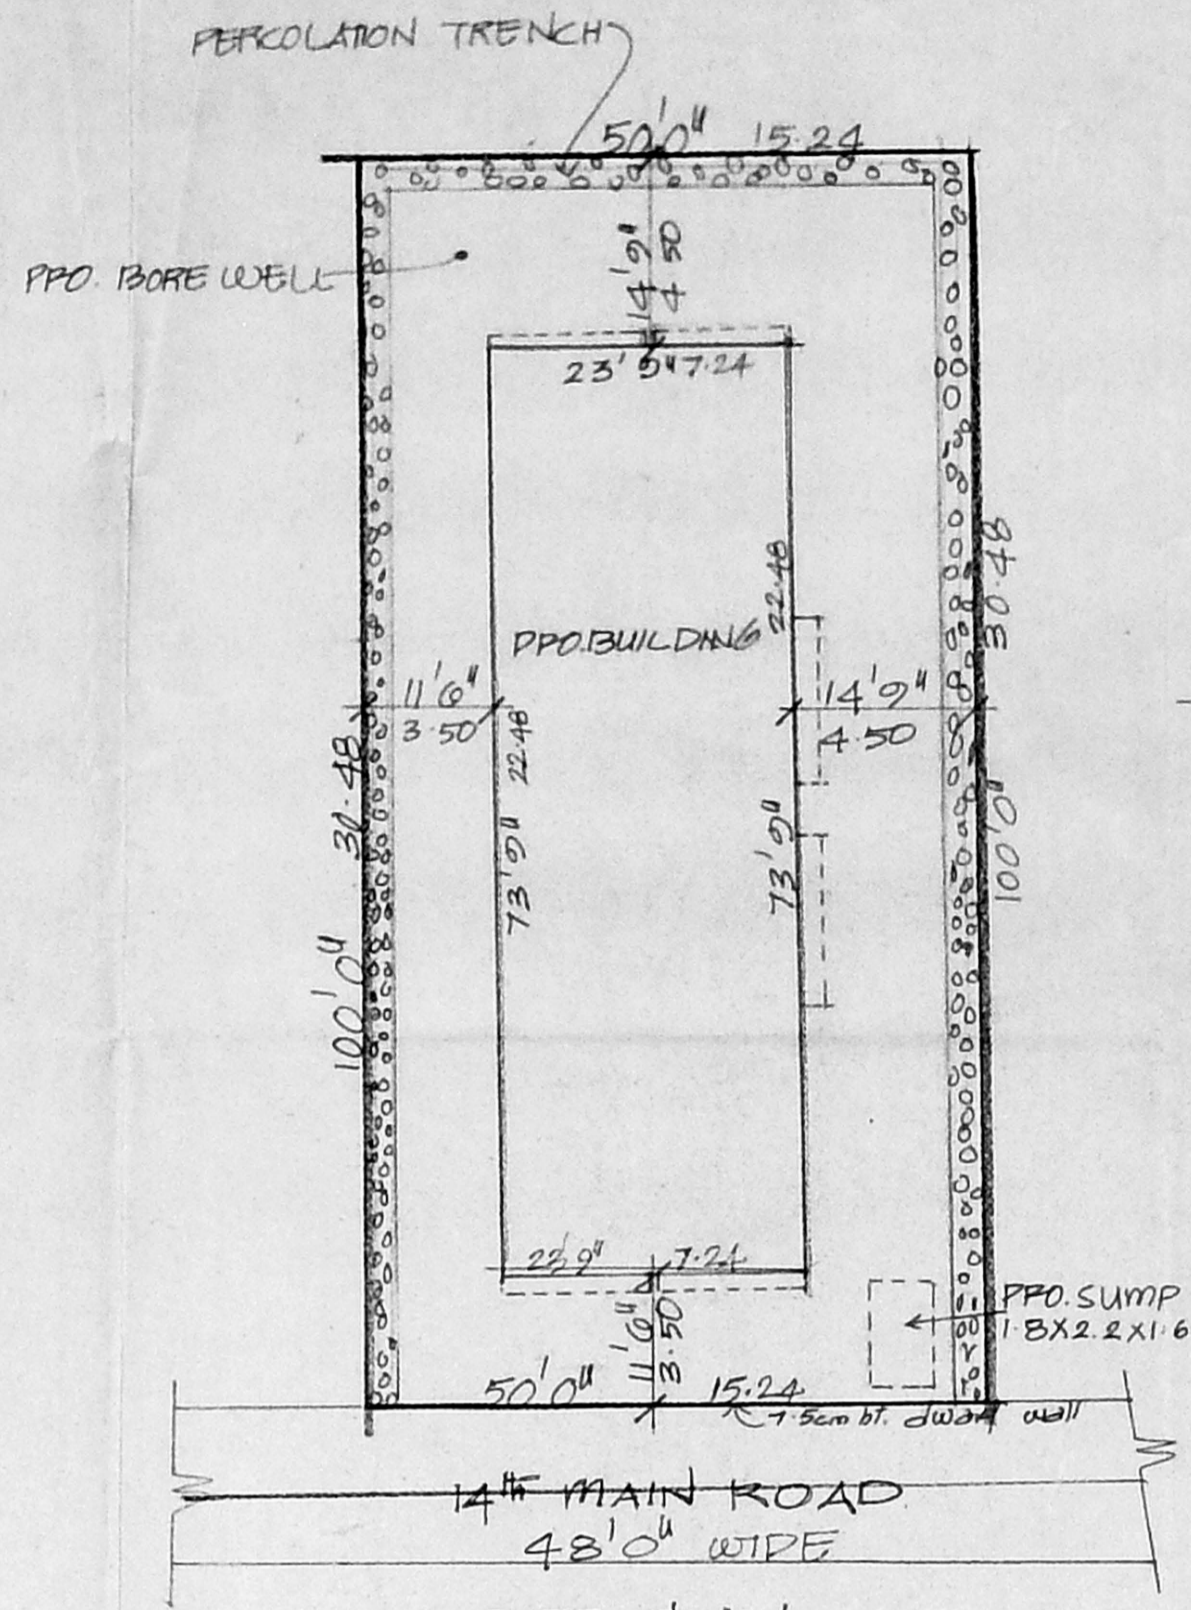 PERCOLATION TRENCH
50'0" 15.24
14'9"
4.50
PPO. BORE WELL
23'9" 7.24
22.48
30.48
PPO.BUILDING
11'6"
3.50
14'9"
4.50
22.48
30.48
73'9"
73'9"
100'0"
100'0"
23'9" 7.24
11'6"
3.50
PPO. SUMP
1.8X2.2X1.6
50'0" 15.24
7.5cm ht. dwarf wall
14th MAIN ROAD
48'0" WIDE